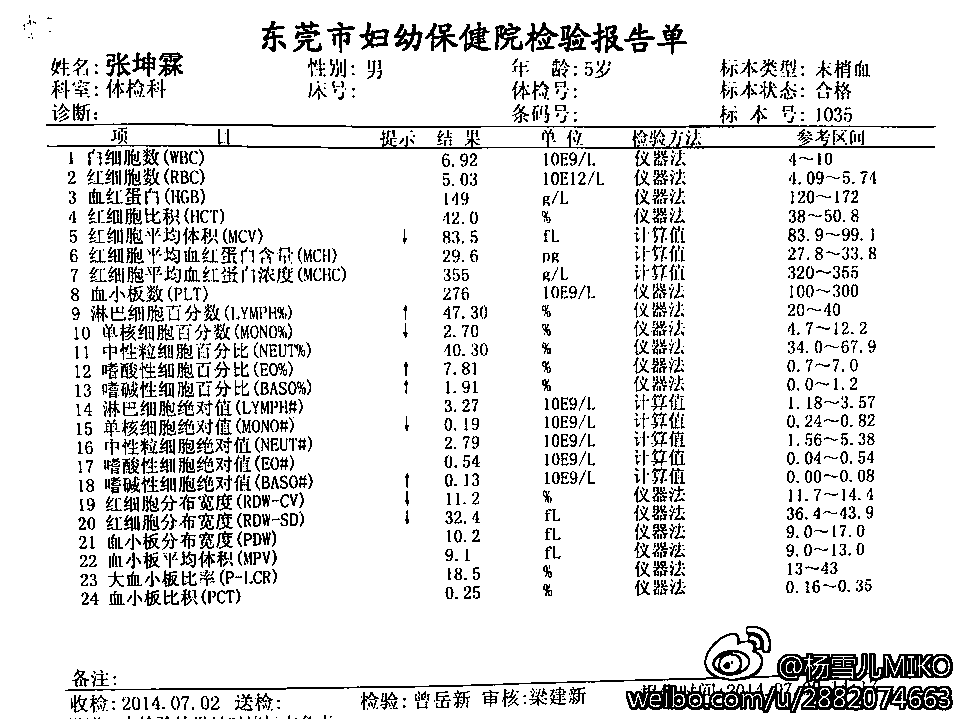 东莞市妇幼保健院检验报告单
姓名: 张坤霖 性别: 男 年 龄: 5岁 标本类型: 末梢血
科室: 体检科 床号: 体检号: 标本状态: 合格
诊断: 条码号: 标 本 号: 1035
项 目 提示 结 果 单 位 检验方法 参考区间
1 白细胞数(WBC) 6.92 10E9/L 仪器法 4~10
2 红细胞数(RBC) 5.03 10E12/L 仪器法 4.09~5.74
3 血红蛋白(HGB) 149 g/L 仪器法 120~172
4 红细胞比积(HCT) 42.0 % 仪器法 38~50.8
5 红细胞平均体积(MCV) ↓ 83.5 fL 计算值 83.9~99.1
6 红细胞平均血红蛋白含量(MCH) 29.6 pg 计算值 27.8~33.8
7 红细胞平均血红蛋白浓度(MCHC) 355 g/L 计算值 320~355
8 血小板数(PLT) 276 10E9/L 仪器法 100~300
9 淋巴细胞百分数(LYMPH%) ↑ 47.30 % 仪器法 20~40
10 单核细胞百分数(MONO%) ↓ 2.70 % 仪器法 4.7~12.2
11 中性粒细胞百分比(NEUT%) 40.30 % 仪器法 34.0~67.9
12 嗜酸性细胞百分比(EO%) ↑ 7.81 % 仪器法 0.7~7.0
13 嗜碱性细胞百分比(BASO%) ↑ 1.91 % 仪器法 0.0~1.2
14 淋巴细胞绝对值(LYMPH#) 3.27 10E9/L 计算值 1.18~3.57
15 单核细胞绝对值(MONO#) ↓ 0.19 10E9/L 计算值 0.24~0.82
16 中性粒细胞绝对值(NEUT#) 2.79 10E9/L 计算值 1.56~5.38
17 嗜酸性细胞绝对值(EO#) 0.54 10E9/L 计算值 0.04~0.54
18 嗜碱性细胞绝对值(BASO#) ↑ 0.13 10E9/L 计算值 0.00~0.08
19 红细胞分布宽度(RDW-CV) ↓ 11.2 % 仪器法 11.7~14.4
20 红细胞分布宽度(RDW-SD) ↓ 32.4 fL 仪器法 36.4~43.9
21 血小板分布宽度(PDW) 10.2 fL 仪器法 9.0~17.0
22 血小板平均体积(MPV) 9.1 fL 仪器法 9.0~13.0
23 大血小板比率(P-LCR) 18.5 % 仪器法 13~43
24 血小板比积(PCT) 0.25 % 仪器法 0.16~0.35
备注:
收检: 2014.07.02 送检: 检验: 曾岳新 审核: 梁建新
@杨雪儿MIKO
weibo.com/u/2882074663